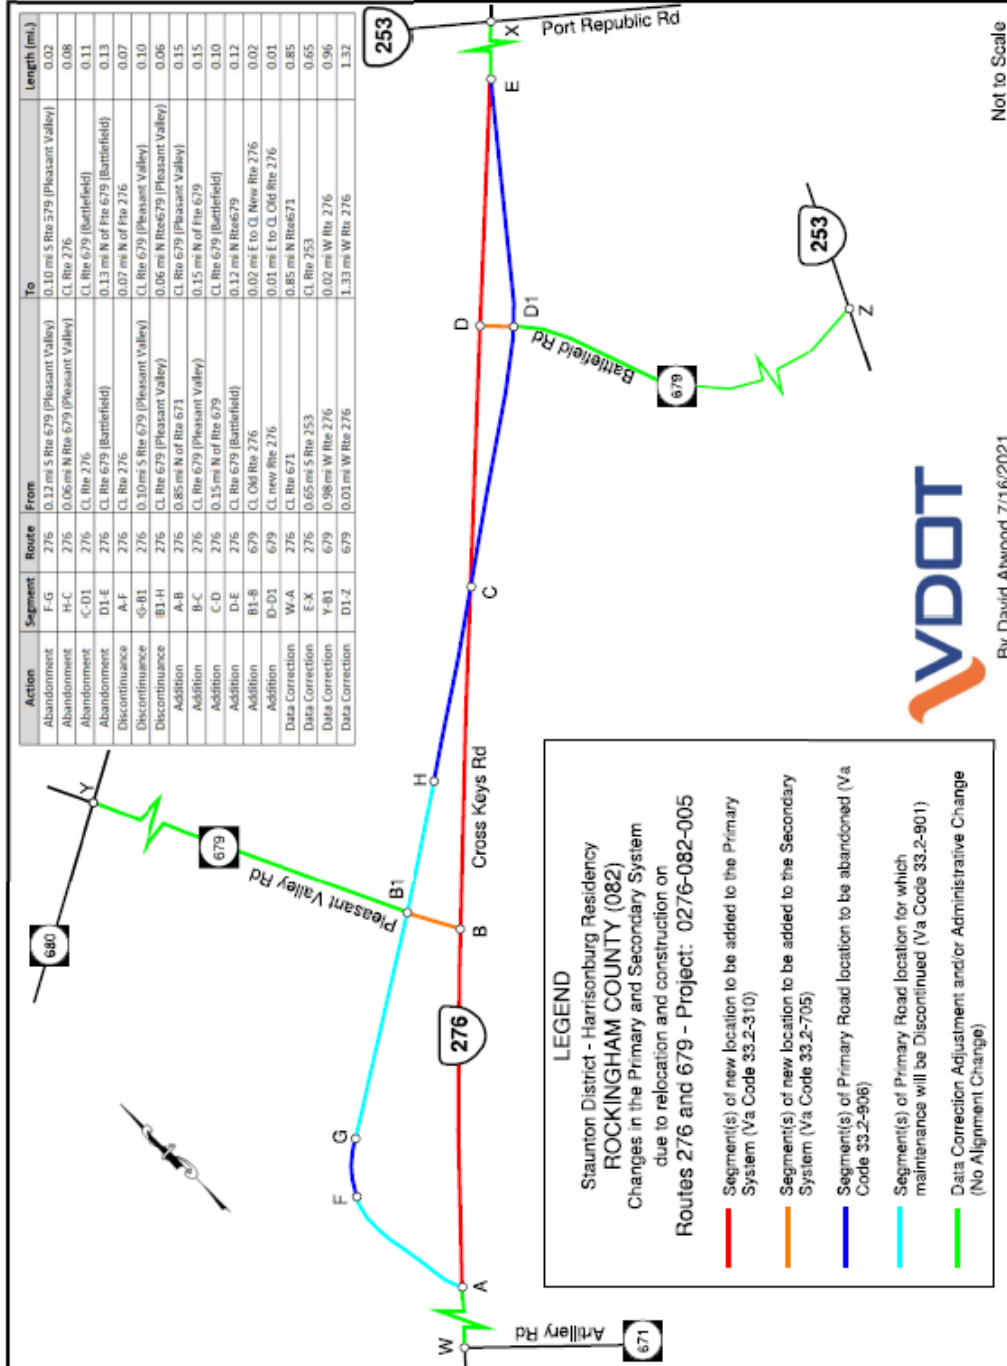 Action Segment Route From To Length (mi.)
Abandonment F-G 276 0.12 mi S Rte 679 (Pleasant Valley) 0.10 mi S Rte 579 (Pleasant Valley) 0.02
Abandonment H-C 276 0.06 mi N Rte 679 (Pleasant Valley) CL Rte 276 0.08
Abandonment C-D1 276 CL Rte 276 CL Rte 679 (Battlefield) 0.11
Abandonment D1-E 276 CL Rte 679 (Battlefield) 0.13 mi N of Rte 679 (Battlefield) 0.13
Discontinuance A-F 276 CL Rte 276 0.07 mi N of Rte 276 0.07
Discontinuance G-B1 276 0.10 mi S Rte 679 (Pleasant Valley) CL Rte 679 (Pleasant Valley) 0.10
Discontinuance B1-H 276 CL Rte 679 (Pleasant Valley) 0.06 mi N Rte679 (Pleasant Valley) 0.06
Addition A-B 276 0.85 mi N of Rte 671 CL Rte 679 (Pleasant Valley) 0.15
Addition B-C 276 CL Rte 679 (Pleasant Valley) 0.15 mi N of Rte 679 0.15
Addition C-D 276 0.15 mi N of Rte 679 CL Rte 679 (Battlefield) 0.10
Addition D-E 276 CL Rte 679 (Battlefield) 0.12 mi N Rte679 0.12
Addition B1-B 679 CL Old Rte 276 0.02 mi E to CL New Rte 276 0.02
Addition D-D1 679 CL new Rte 276 0.01 mi E to CL Old Rte 276 0.01
Data Correction W-A 276 CL Rte 671 0.85 mi N Rte671 0.85
Data Correction E-X 276 0.65 mi S Rte 253 CL Rte 253 0.65
Data Correction Y-B1 679 0.98 mi W Rte 276 0.02 mi W Rte 276 0.96
Data Correction D1-Z 679 0.01 mi W Rte 276 1.33 mi W Rte 276 1.32
680
Y
679
Pleasant Valley Rd
B1
B
H
Cross Keys Rd
C
G
F
276
A
W
Artillery Rd
671
D
D1
Battlefield Rd
679
253
Z
E
X
253
Port Republic Rd
LEGEND
Staunton District - Harrisonburg Residency
ROCKINGHAM COUNTY (082)
Changes in the Primary and Secondary System
due to relocation and construction on
Routes 276 and 679 - Project: 0276-082-005
Segment(s) of new location to be added to the Primary
System (Va Code 33.2-310)
Segment(s) of new location to be added to the Secondary
System (Va Code 33.2-705)
Segment(s) of Primary Road location to be abandoned (Va
Code 33.2-906)
Segment(s) of Primary Road location for which
maintenance will be Discontinued (Va Code 33.2-901)
Data Correction Adjustment and/or Administrative Change
(No Alignment Change)
VDOT
By David Atwood 7/16/2021
Not to Scale